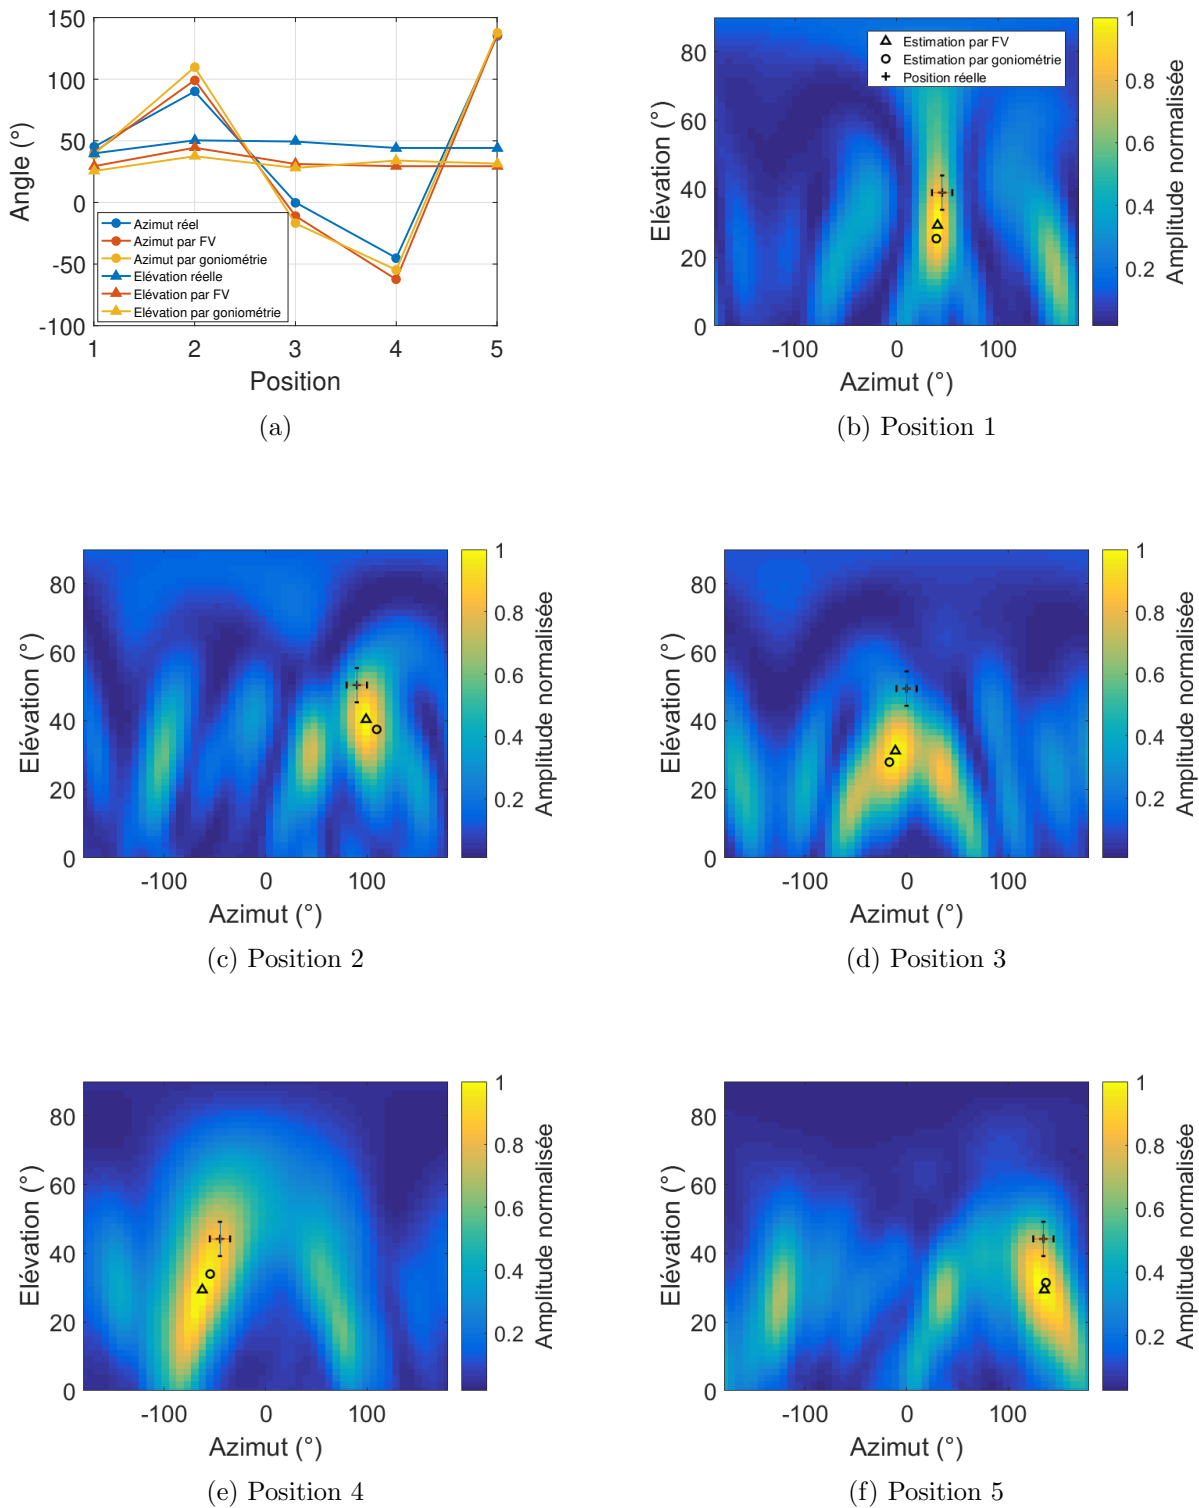 150
100
50
0
-50
-100
Angle (°)
Azimut réel
Azimut par FV
Azimut par goniométrie
Elévation réelle
Elévation par FV
Elévation par goniométrie
1 2 3 4 5
Position
(a)
80
60
40
20
0
Elévation (°)
Estimation par FV
Estimation par goniométrie
Position réelle
-100 0 100
Azimut (°)
1
0.8
0.6
0.4
0.2
Amplitude normalisée
(b) Position 1
80
60
40
20
0
Elévation (°)
-100 0 100
Azimut (°)
1
0.8
0.6
0.4
0.2
Amplitude normalisée
(c) Position 2
80
60
40
20
0
Elévation (°)
-100 0 100
Azimut (°)
1
0.8
0.6
0.4
0.2
Amplitude normalisée
(d) Position 3
80
60
40
20
0
Elévation (°)
-100 0 100
Azimut (°)
1
0.8
0.6
0.4
0.2
Amplitude normalisée
(e) Position 4
80
60
40
20
0
Elévation (°)
-100 0 100
Azimut (°)
1
0.8
0.6
0.4
0.2
Amplitude normalisée
(f) Position 5